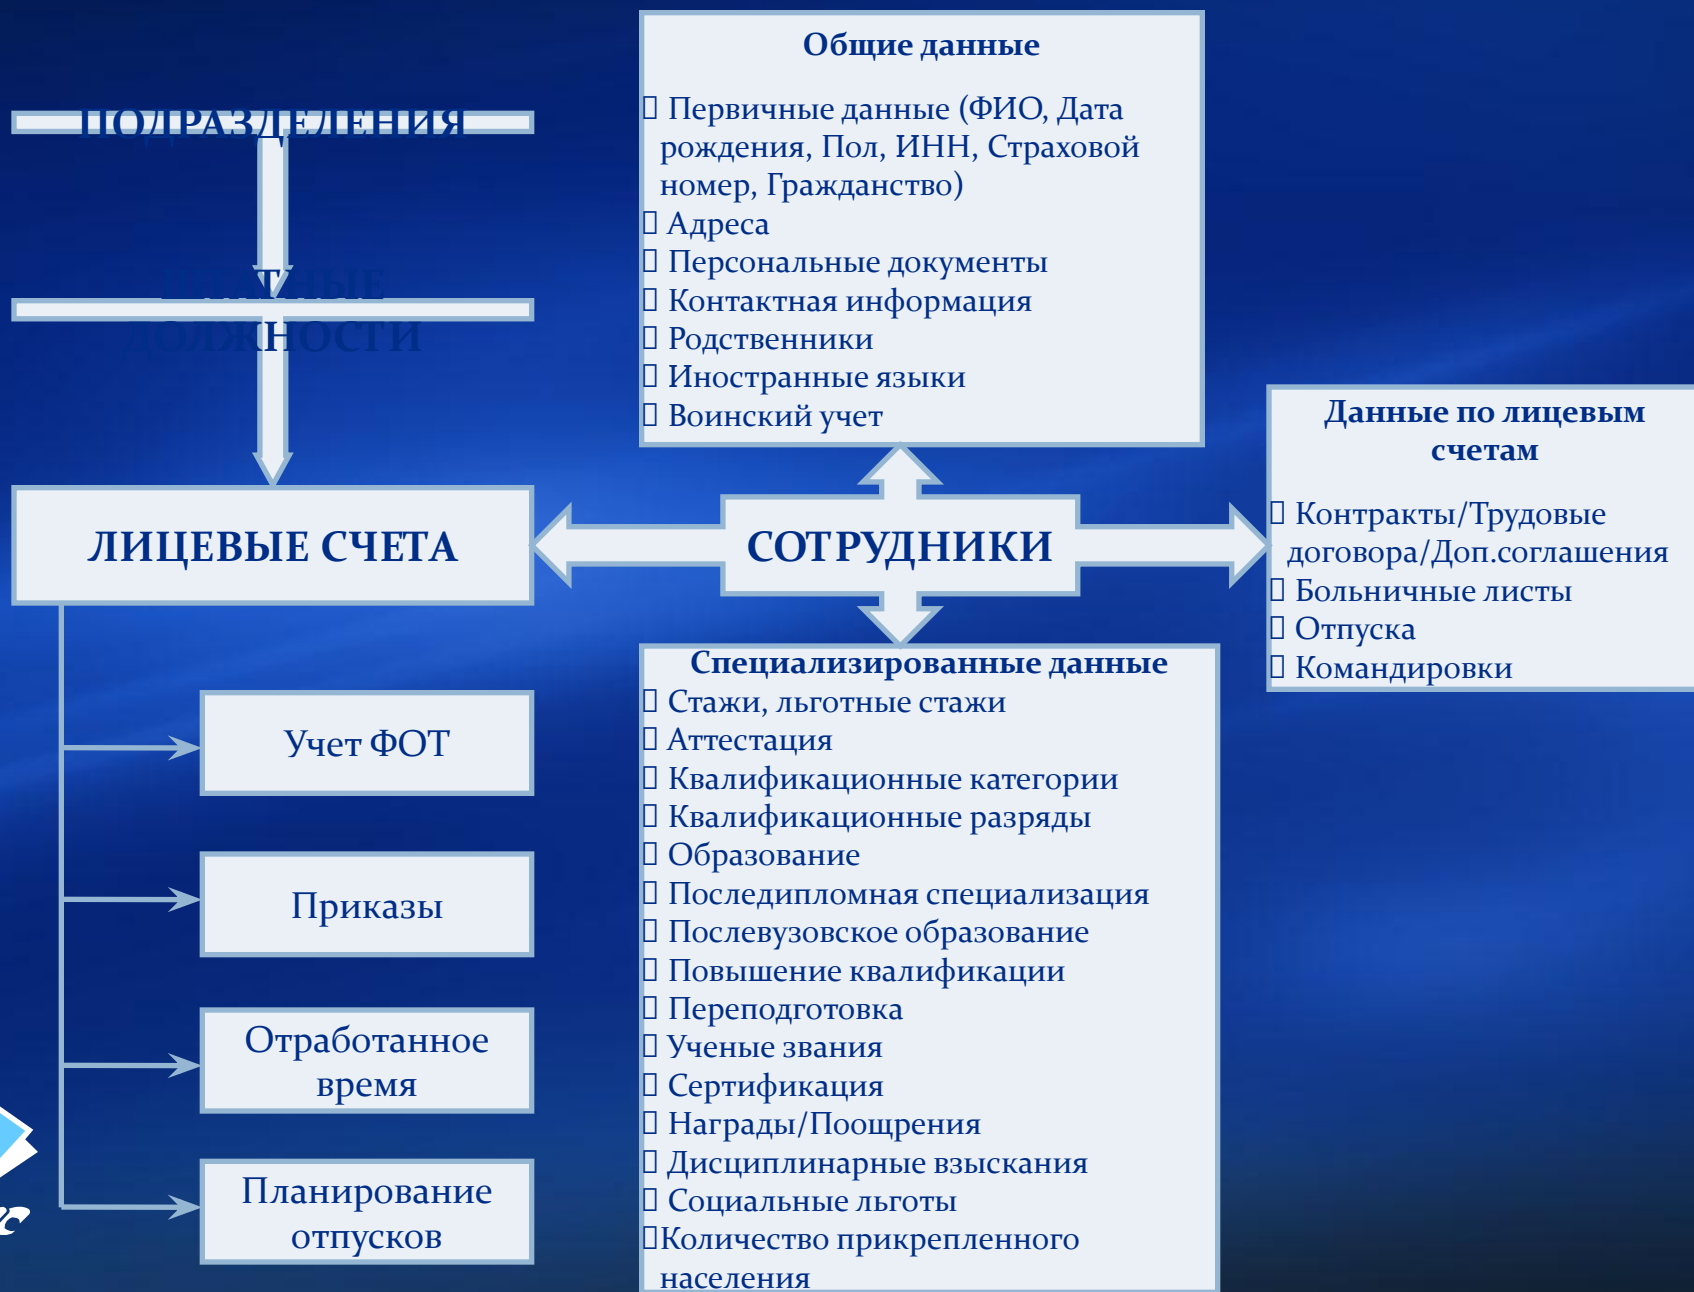 ПОДРАЗДЕЛЕНИЯ
ШТАТНЫЕ
ДОЛЖНОСТИ
ЛИЦЕВЫЕ СЧЕТА
Учет ФОТ
Приказы
Отработанное
время
Планирование
отпусков
Общие данные
Первичные данные (ФИО, Дата
рождения, Пол, ИНН, Страховой
номер, Гражданство)
Адреса
Персональные документы
Контактная информация
Родственники
Иностранные языки
Воинский учет
СОТРУДНИКИ
Специализированные данные
Стажи, льготные стажи
Аттестация
Квалификационные категории
Квалификационные разряды
Образование
Последипломная специализация
Послевузовское образование
Повышение квалификации
Переподготовка
Ученые звания
Сертификация
Награды/Поощрения
Дисциплинарные взыскания
Социальные льготы
Количество прикрепленного
населения
Данные по лицевым
счетам
Контракты/Трудовые
договора/Доп.соглашения
Больничные листы
Отпуска
Командировки